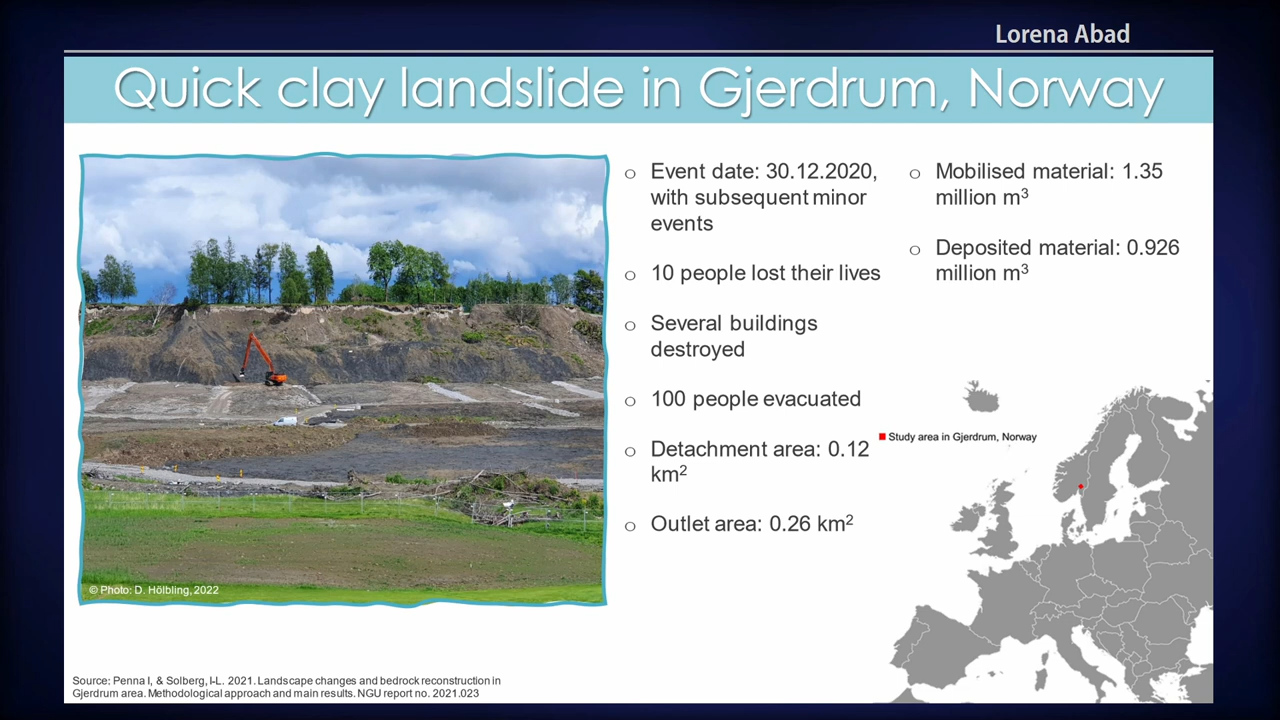 Lorena Abad
Quick clay landslide in Gjerdrum, Norway
○ Event date: 30.12.2020,
with subsequent minor
events
○ 10 people lost their lives
○ Several buildings
destroyed
○ 100 people evacuated
○ Detachment area: 0.12
km²
○ Outlet area: 0.26 km²
○ Mobilised material: 1.35
million m³
○ Deposited material: 0.926
million m³
Study area in Gjerdrum, Norway
© Photo: D. Hölbling, 2022
Source: Penna I, & Solberg, I-L. 2021. Landscape changes and bedrock reconstruction in
Gjerdrum area. Methodological approach and main results. NGU report no. 2021.023